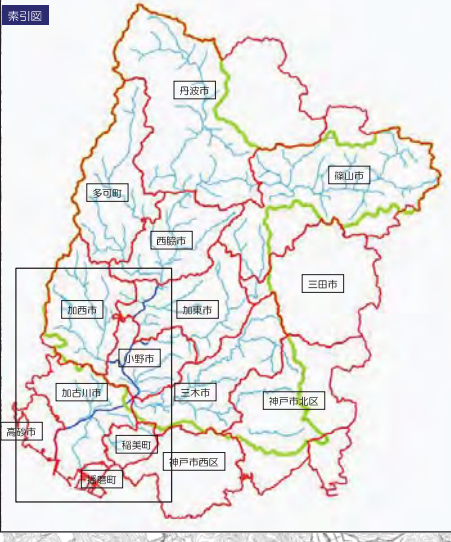 索引図
丹波市
篠山市
多可町
西脇市
三田市
加西市
加東市
小野市
加古川市
三木市
神戸市北区
高砂市
稲美町
神戸市西区
播磨町